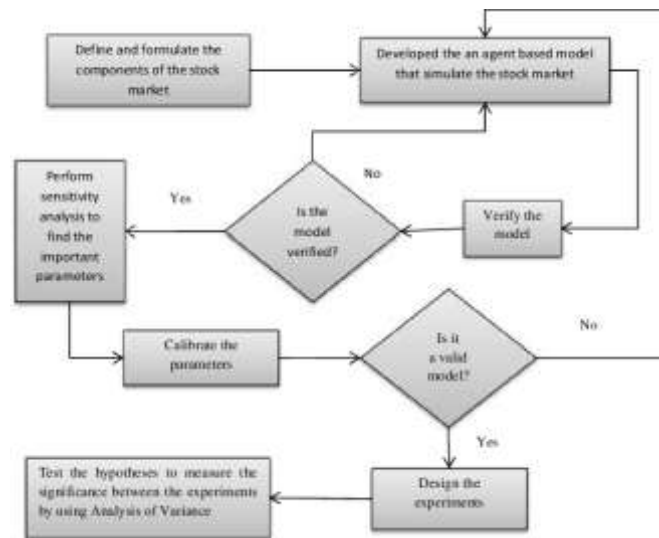 Define and formulate the
components of the stock
market
Developed the an agent based model
that simulate the stock market
No
Perform
sensitivity
analysis to
find the
important
parameters
Yes
Is the
model
verified?
Verify the
model
Calibrate the
parameters
Is it
a valid
model?
No
Yes
Test the hypotheses to measure the
significance between the experiments
by using Analysis of Variance
Design the
experiments